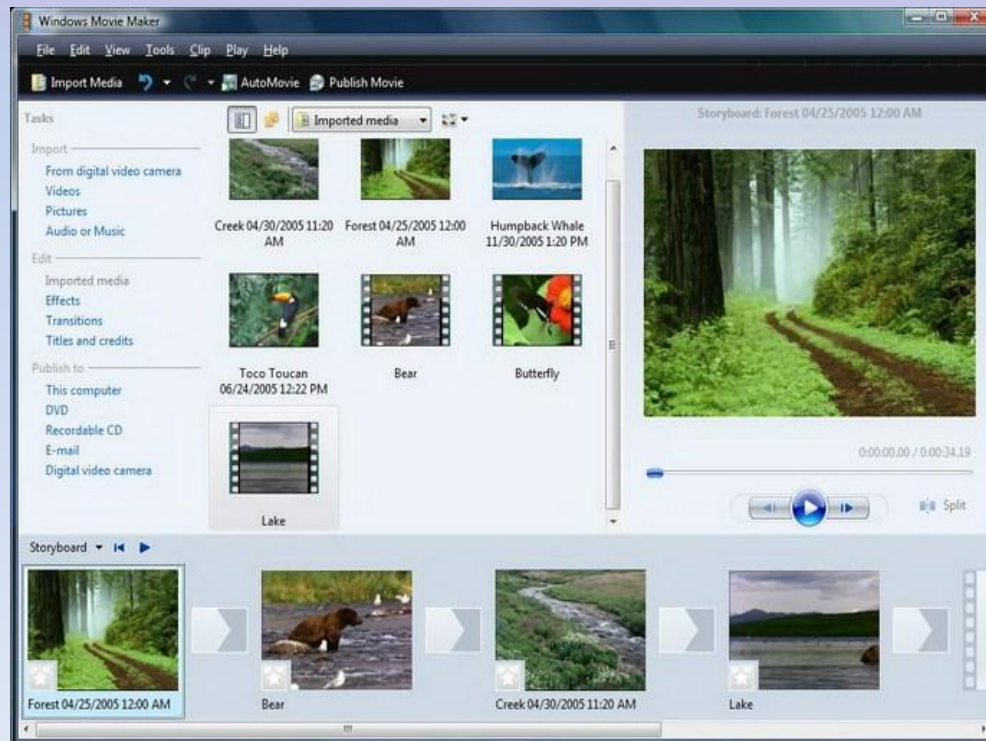 Windows Movie Maker
File Edit View Tools Clip Play Help
Import Media AutoMovie Publish Movie
Tasks
Import
From digital video camera
Videos
Pictures
Audio or Music
Edit
Imported media
Effects
Transitions
Titles and credits
Publish to
This computer
DVD
Recordable CD
E-mail
Digital video camera
Imported media
Creek 04/30/2005 11:20
AM
Forest 04/25/2005 12:00
AM
Humpback Whale
11/30/2005 1:20 PM
Toco Toucan
06/24/2005 12:22 PM
Bear
Butterfly
Lake
Storyboard: Forest 04/25/2005 12:00 AM
0:00:00.00 / 0:00:34.19
Split
Storyboard
Forest 04/25/2005 12:00 AM
Bear
Creek 04/30/2005 11:20 AM
Lake